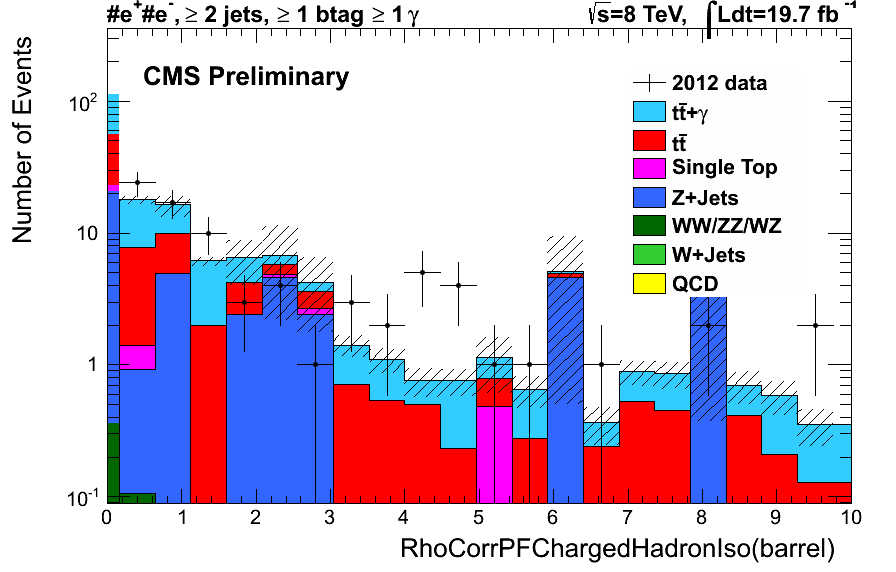 #e⁺#e⁻, ≥ 2 jets, ≥ 1 btag ≥ 1 γ √s=8 TeV, ∫Ldt=19.7 fb⁻¹
CMS Preliminary
2012 data
tt̄+γ
tt̄
Single Top
Z+Jets
WW/ZZ/WZ
W+Jets
QCD
Number of Events
10²
10
1
10⁻¹
0 1 2 3 4 5 6 7 8 9 10
RhoCorrPFChargedHadronIso(barrel)